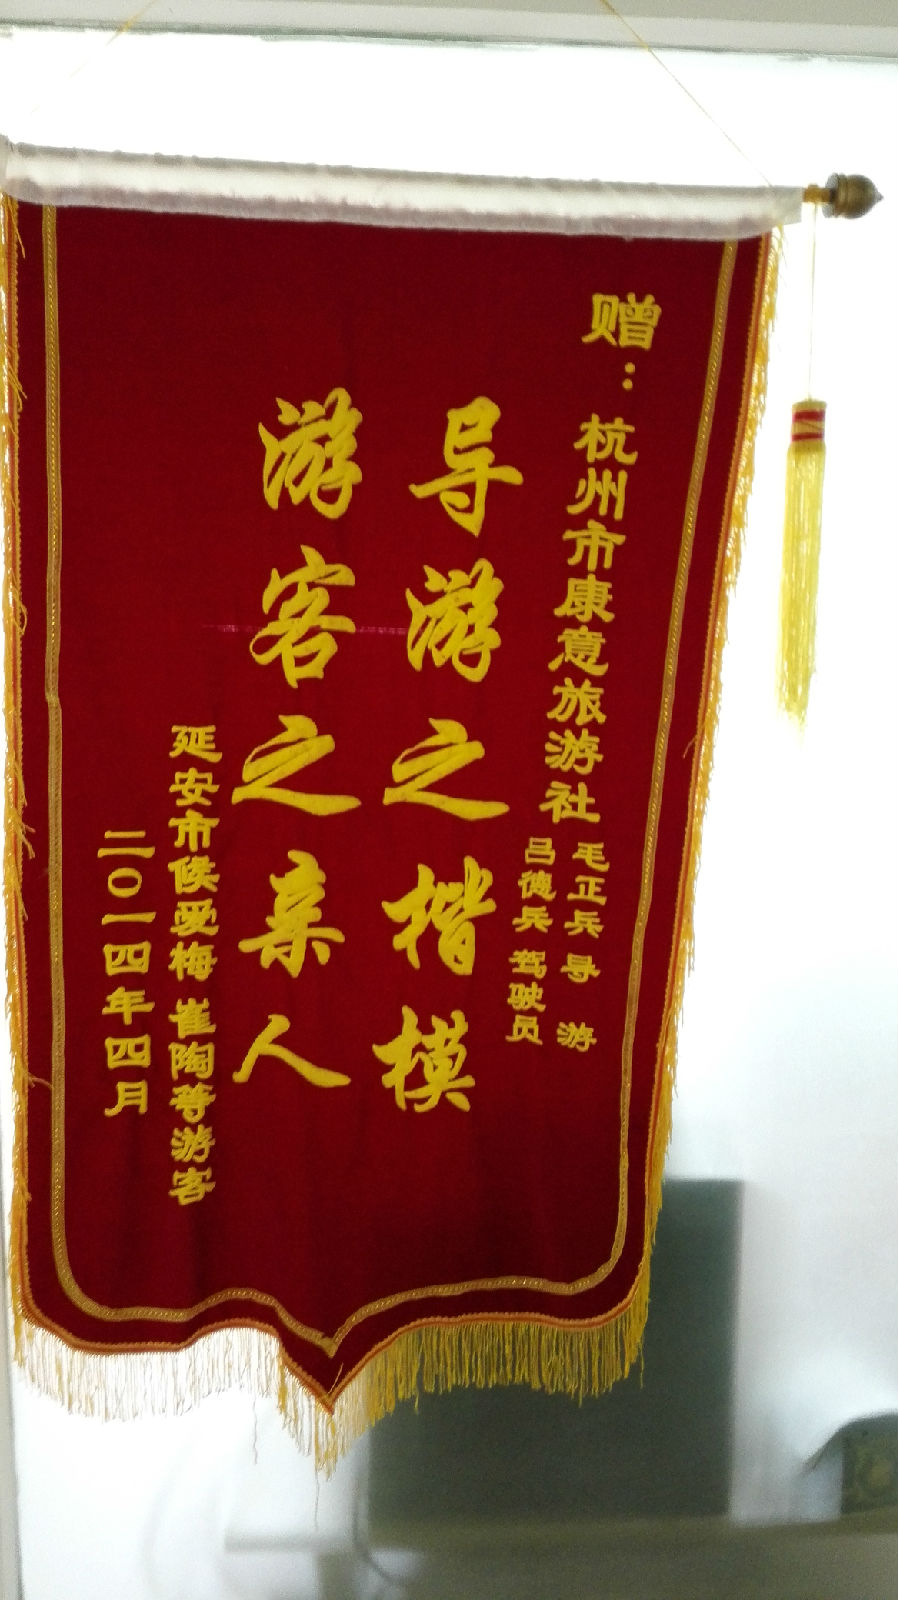 赠：杭州市康意旅游社
毛正兵 导 游
吕德兵 驾驶员
导游之楷模
游客之亲人
延安市候爱梅 崔陶等游客
二〇一四年四月